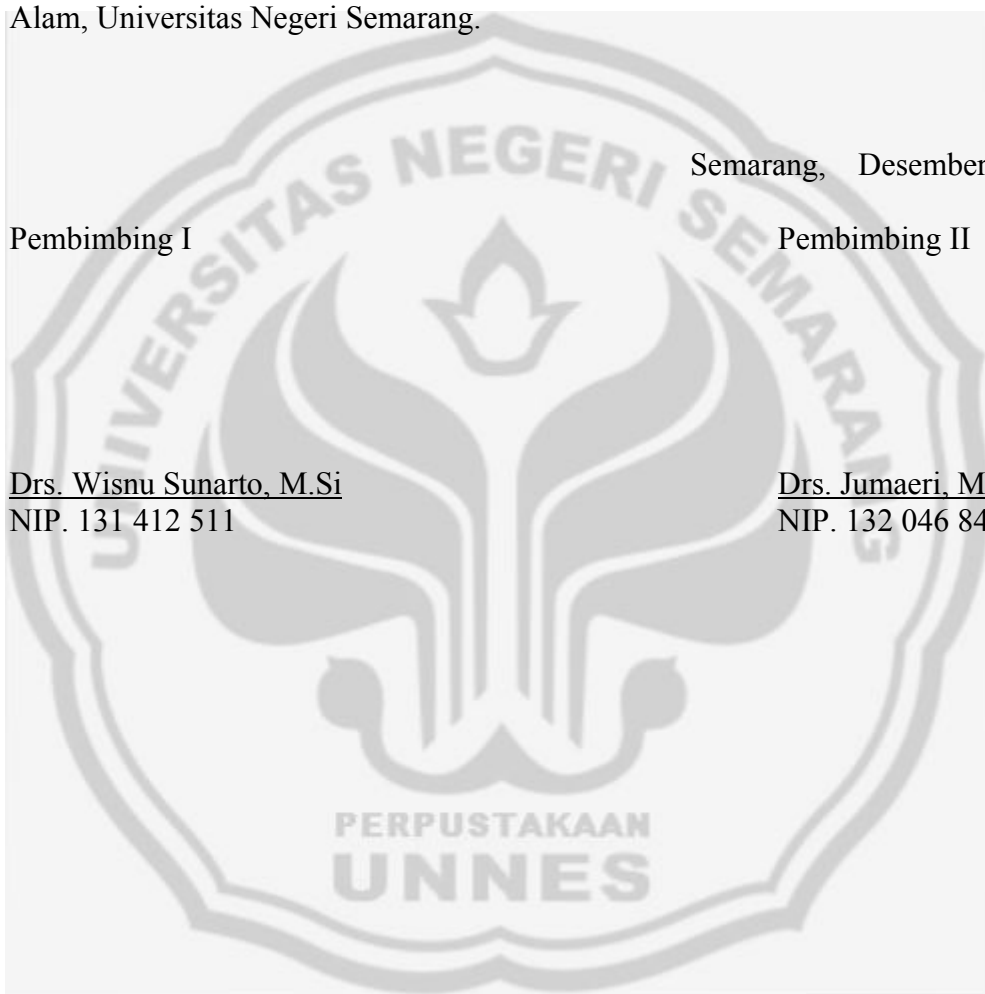 Alam, Universitas Negeri Semarang.
Semarang, Desember
Pembimbing I Pembimbing II
Drs. Wisnu Sunarto, M.Si Drs. Jumaeri, M
NIP. 131 412 511 NIP. 132 046 84
UNIVERSITAS NEGERI SEMARANG
PERPUSTAKAAN
UNNES